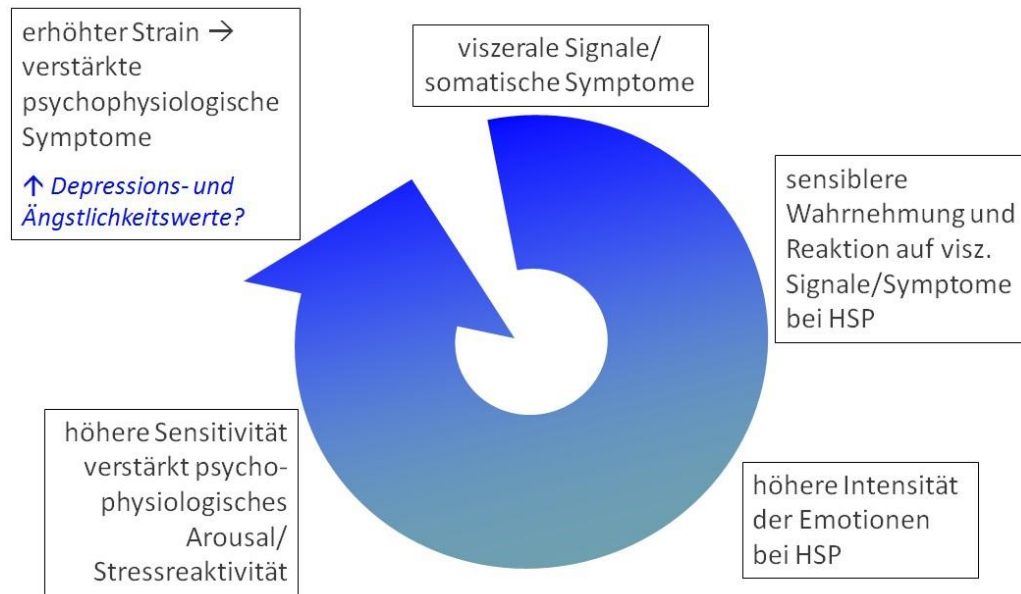 erhöhter Strain →
verstärkte
psychophysiologische
Symptome
↑ Depressions- und
Ängstlichkeitswerte?
viszerale Signale/
somatische Symptome
sensiblere
Wahrnehmung und
Reaktion auf visz.
Signale/Symptome
bei HSP
höhere Intensität
der Emotionen
bei HSP
höhere Sensitivität
verstärkt psycho-
physiologisches
Arousal/
Stressreaktivität